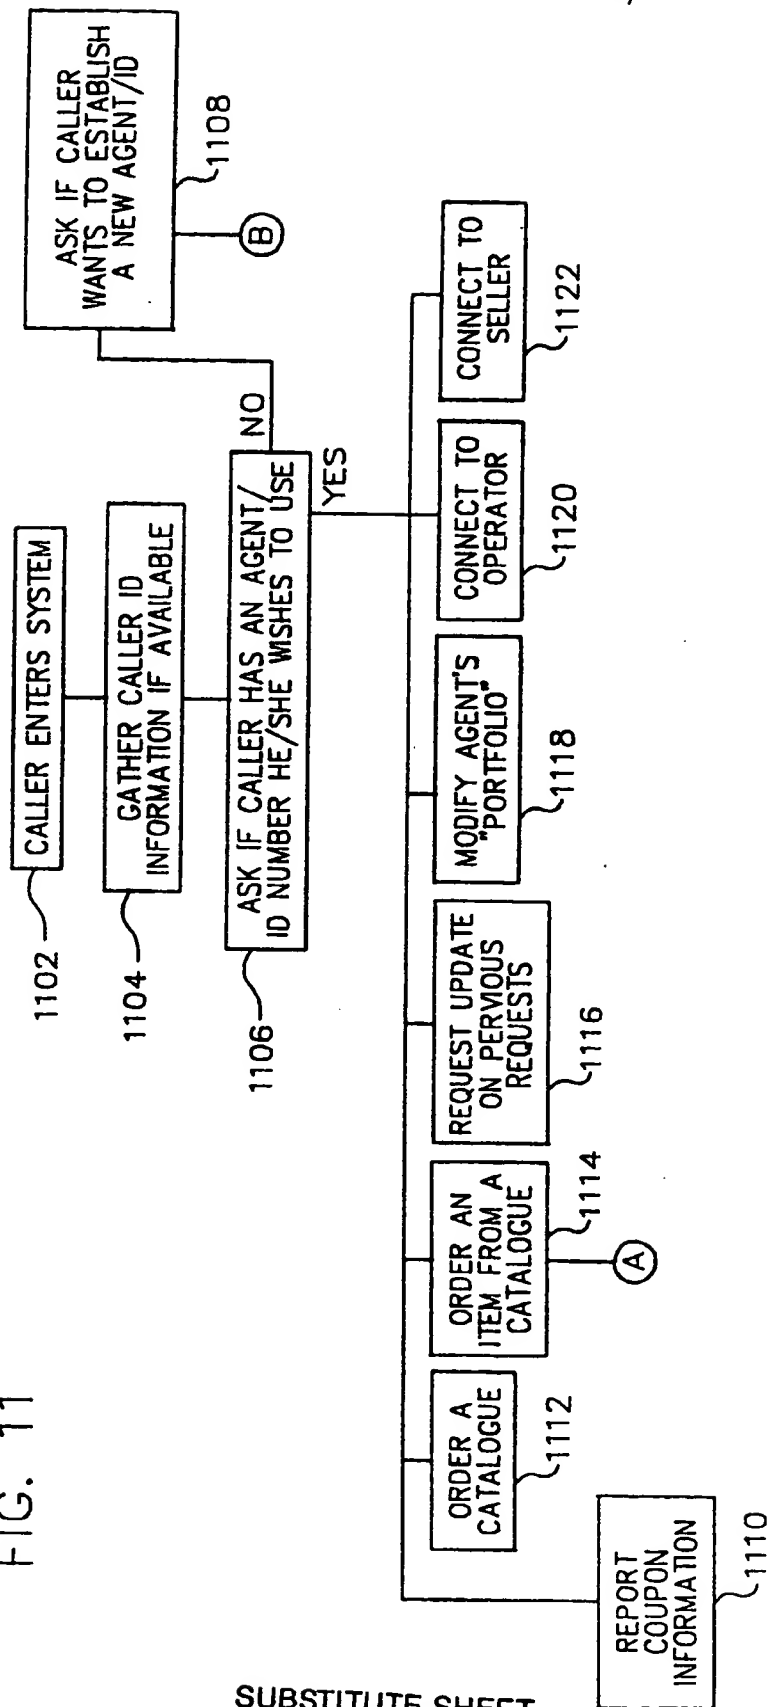 FIG. 11
1102
CALLER ENTERS SYSTEM
1104
GATHER CALLER ID
INFORMATION IF AVAILABLE
1106
ASK IF CALLER HAS AN AGENT/
ID NUMBER HE/SHE WISHES TO USE
NO
YES
ASK IF CALLER
WANTS TO ESTABLISH
A NEW AGENT/ID
1108
B
REPORT
COUPON
INFORMATION
1110
ORDER A
CATALOGUE
1112
ORDER AN
ITEM FROM A
CATALOGUE
1114
A
REQUEST UPDATE
ON PERVIOUS
REQUESTS
1116
MODIFY AGENT'S
"PORTFOLIO"
1118
CONNECT TO
OPERATOR
1120
CONNECT TO
SELLER
1122
SUBSTITUTE SHEET